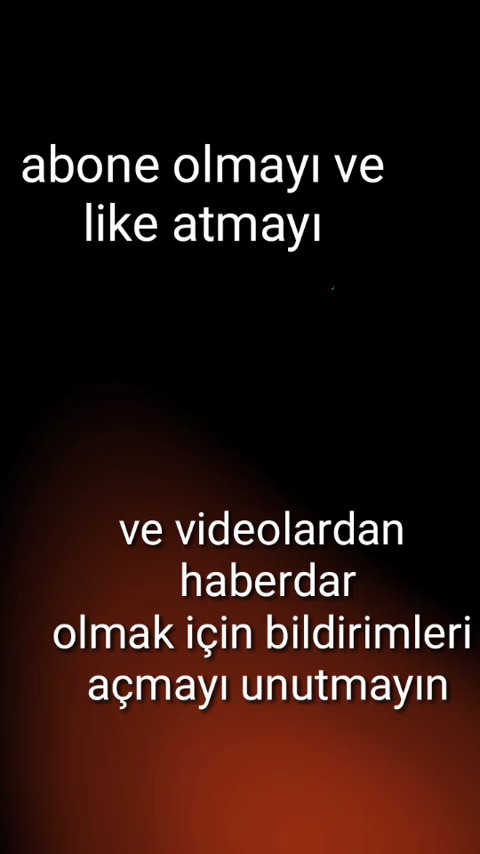 abone olmayı ve
like atmayı
ve videolardan
haberdar
olmak için bildirimleri
açmayı unutmayın